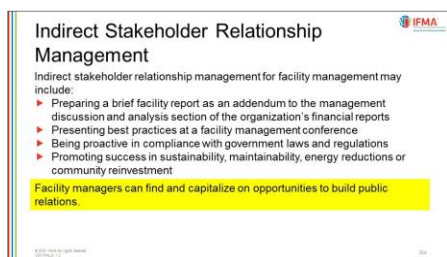 Indirect Stakeholder Relationship
Management
IFMA
Indirect stakeholder relationship management for facility management may
include:
Preparing a brief facility report as an addendum to the management
discussion and analysis section of the organization's financial reports
Presenting best practices at a facility management conference
Being proactive in compliance with government laws and regulations
Promoting success in sustainability, maintainability, energy reductions or
community reinvestment
Facility managers can find and capitalize on opportunities to build public
relations.